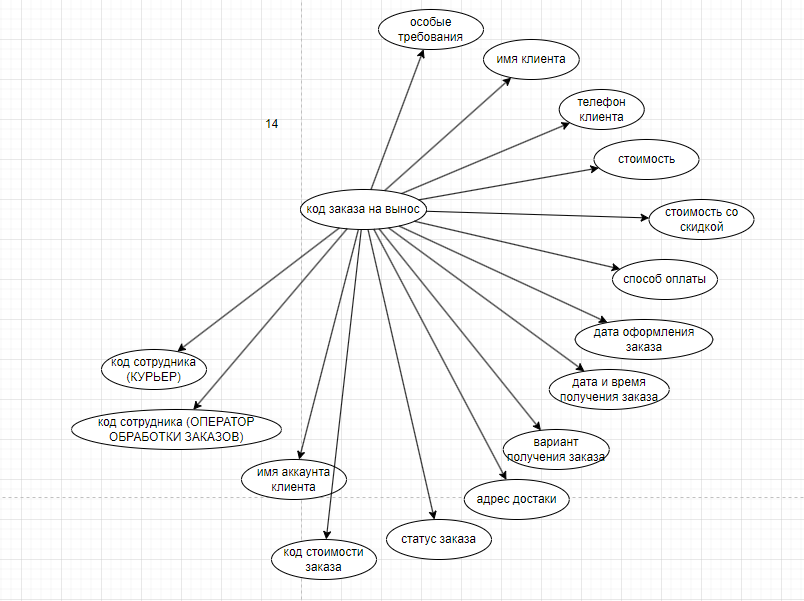 особые
требования
имя клиента
телефон
клиента
14
стоимость
код заказа на вынос
стоимость со
скидкой
способ оплаты
дата оформления
заказа
код сотрудника
(КУРЬЕР)
дата и время
получения заказа
код сотрудника (ОПЕРАТОР
ОБРАБОТКИ ЗАКАЗОВ)
вариант
получения заказа
имя аккаунта
клиента
адрес достаки
статус заказа
код стоимости
заказа